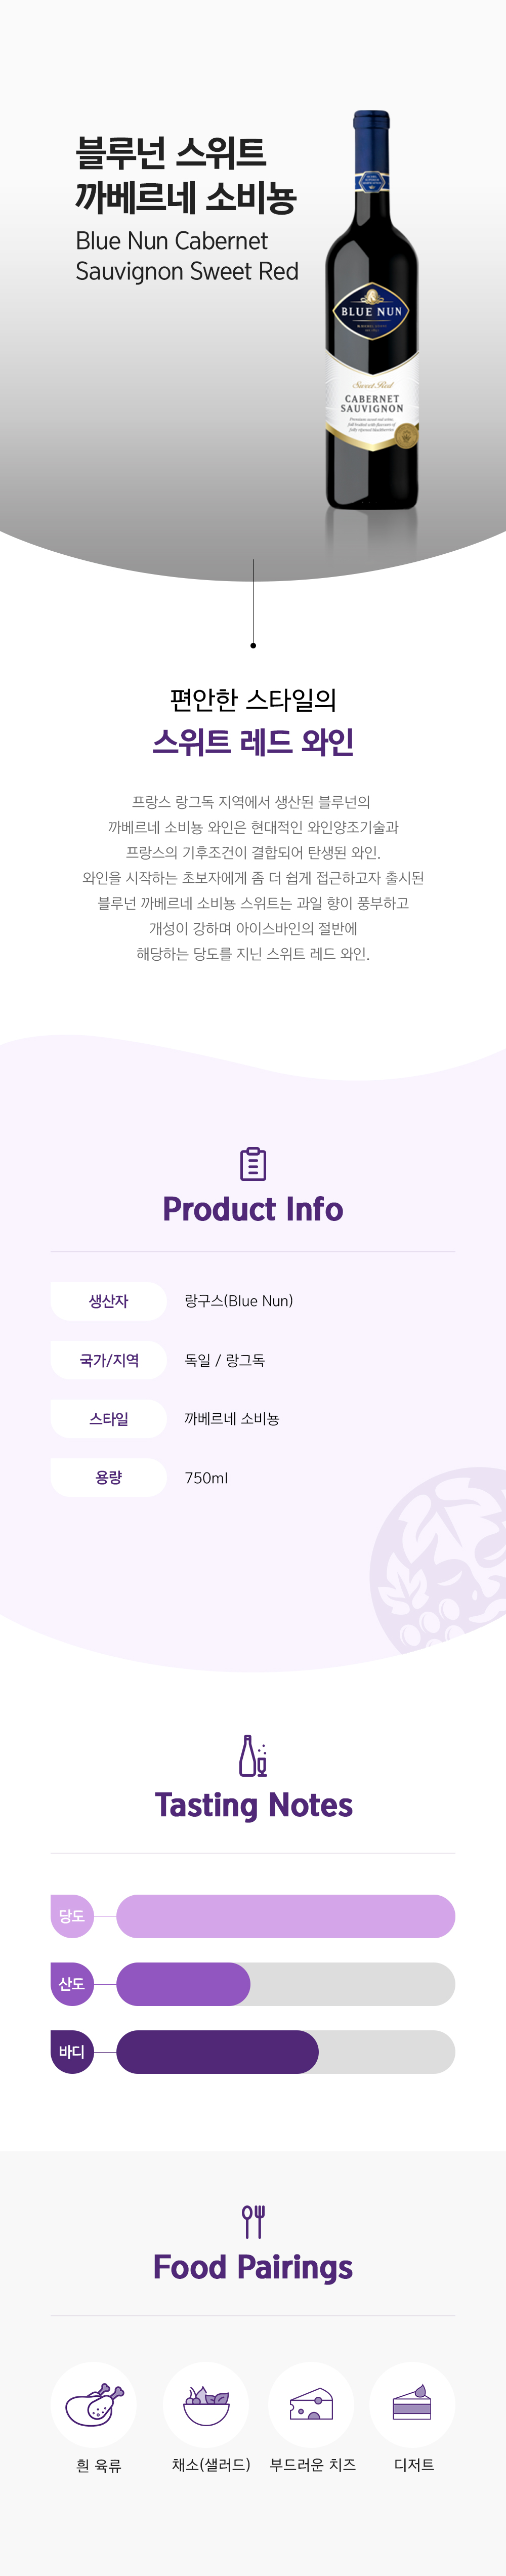 블루넌 스위트
까베르네 소비뇽
Blue Nun Cabernet
Sauvignon Sweet Red
BLUE NUN
Sweet Red
CABERNET
SAUVIGNON
편안한 스타일의
스위트 레드 와인
프랑스 랑그독 지역에서 생산된 블루넌의
까베르네 소비뇽 와인은 현대적인 와인양조기술과
프랑스의 기후조건이 결합되어 탄생된 와인.
와인을 시작하는 초보자에게 좀 더 쉽게 접근하고자 출시된
블루넌 까베르네 소비뇽 스위트는 과일 향이 풍부하고
개성이 강하며 아이스바인의 절반에
해당하는 당도를 지닌 스위트 레드 와인.
Product Info
생산자 랑구스(Blue Nun)
국가/지역 독일 / 랑그독
스타일 까베르네 소비뇽
용량 750ml
Tasting Notes
당도
산도
바디
Food Pairings
흰 육류 채소(샐러드) 부드러운 치즈 디저트